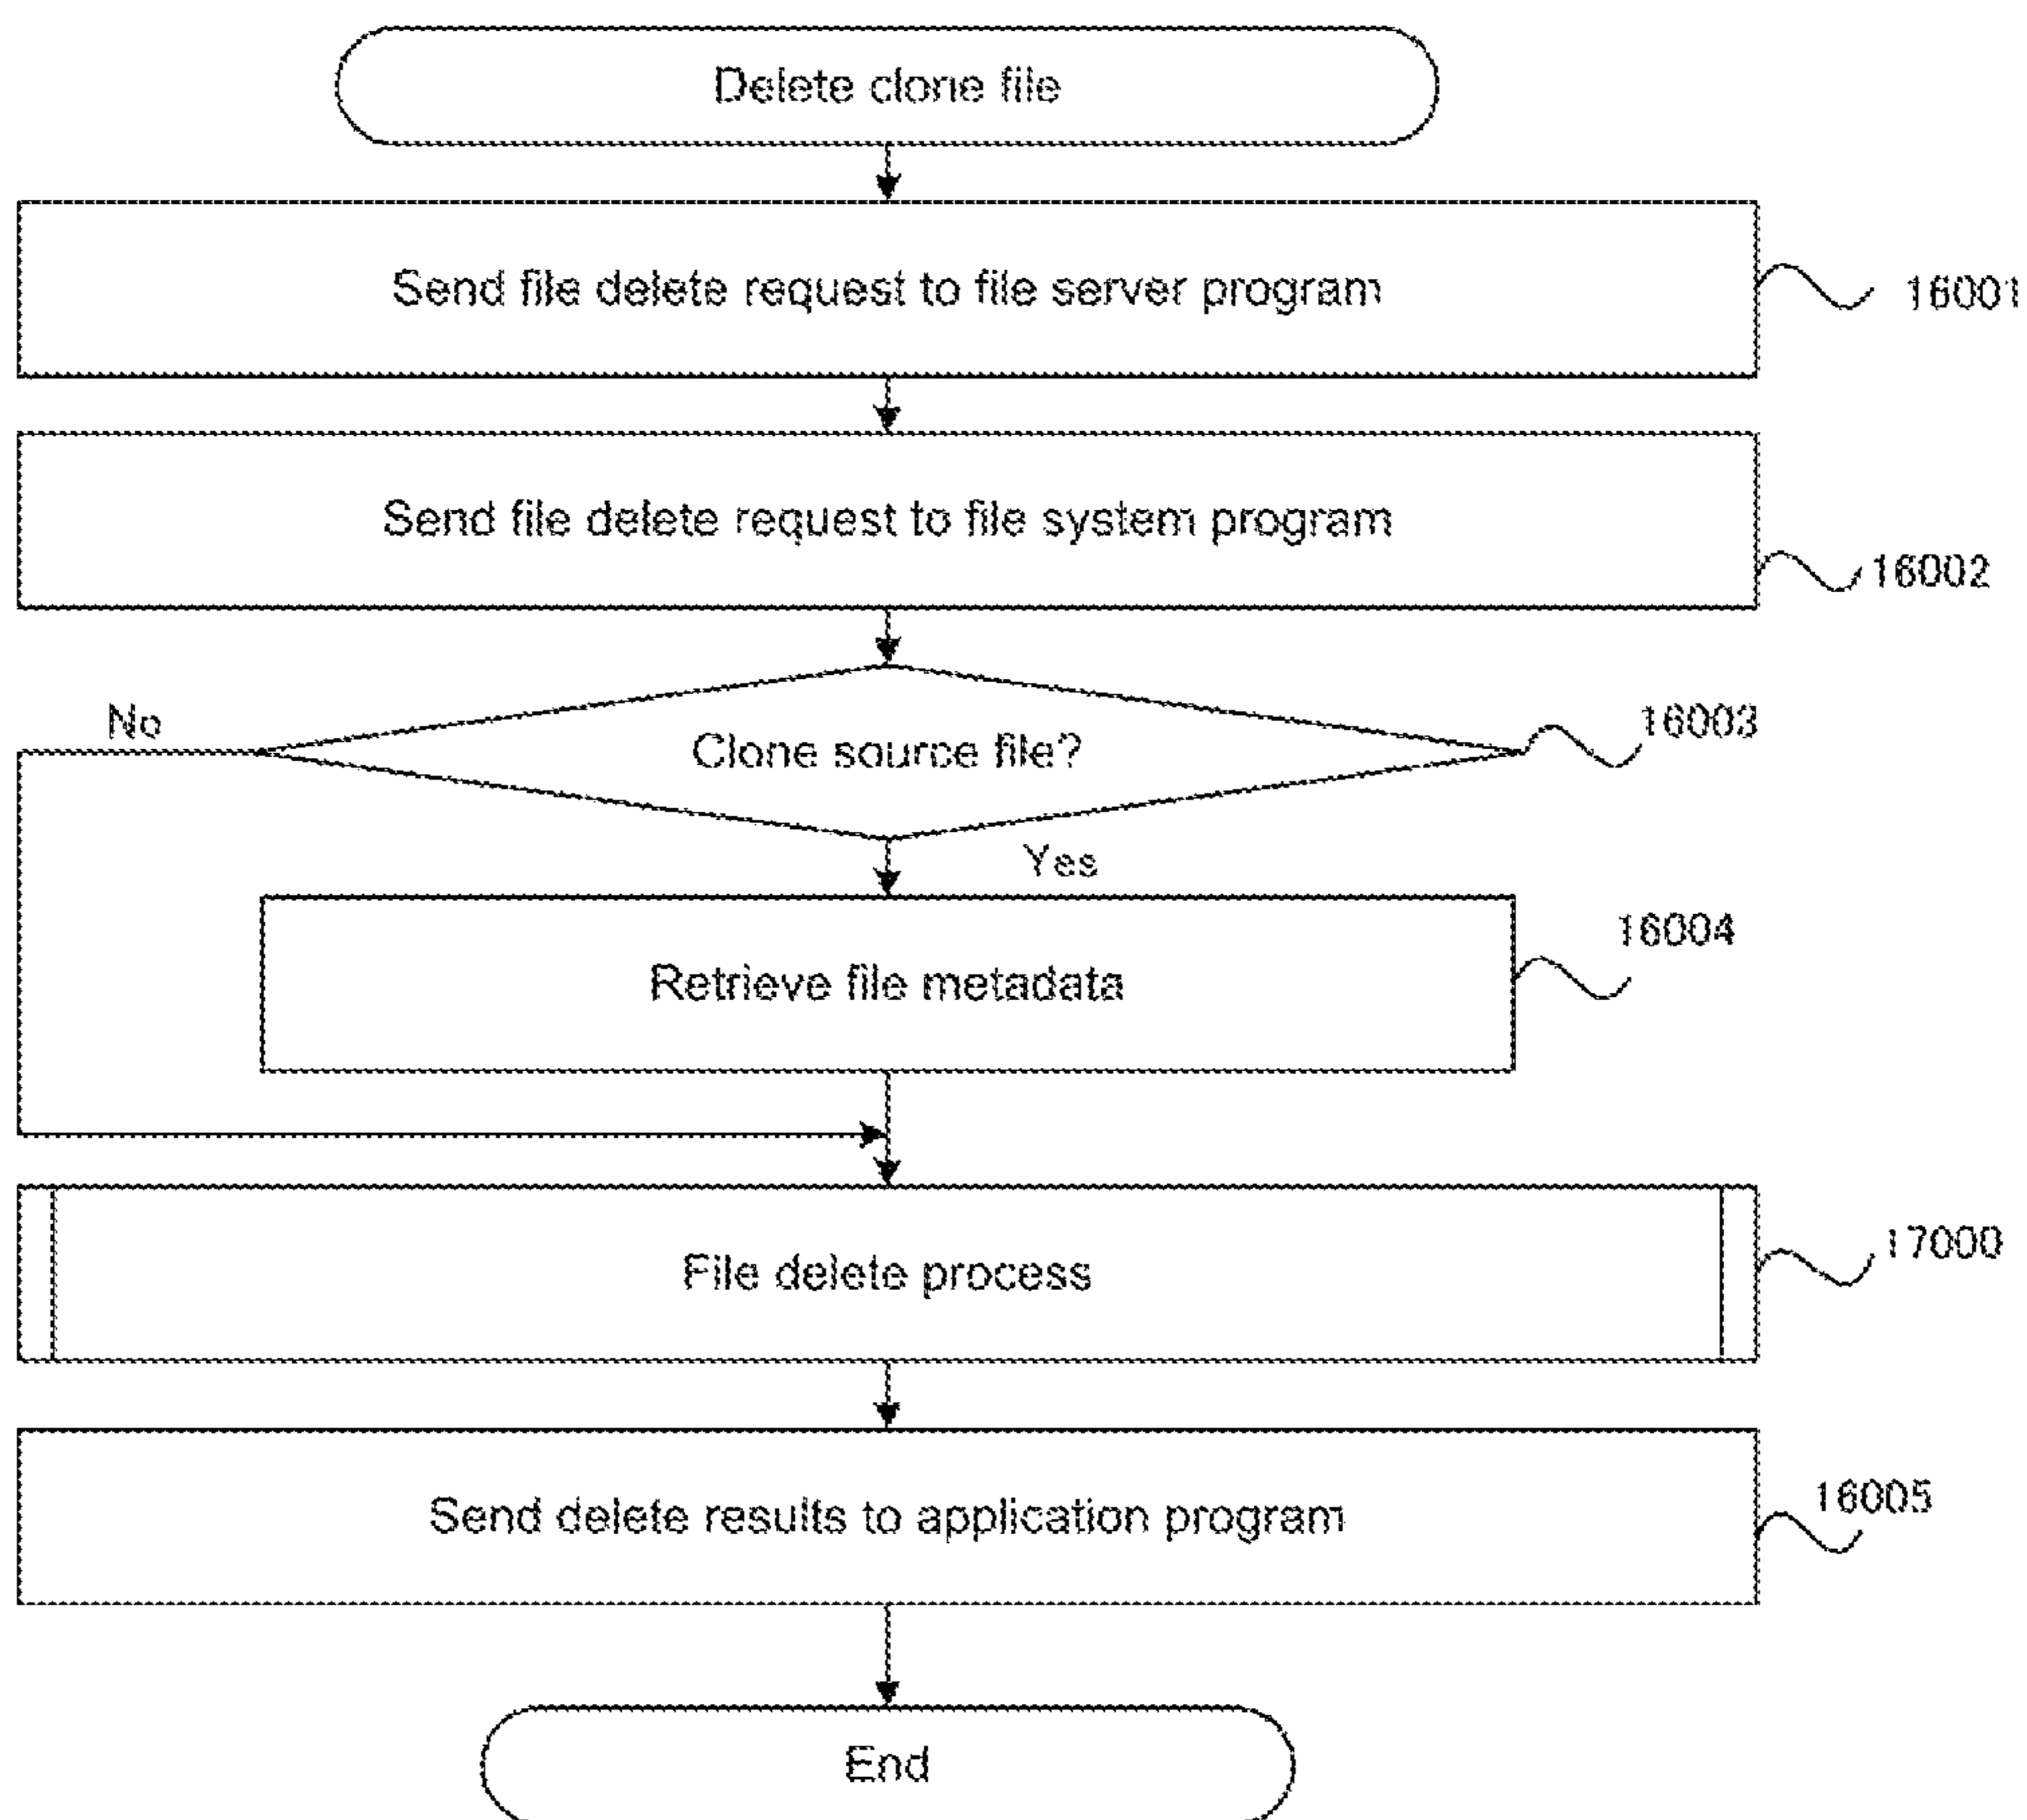 Delete clone file
Send file delete request to file server program
16001
Send file delete request to file system program
16002
No
Clone source file?
16003
Yes
Retrieve file metadata
16004
File delete process
17000
Send delete results to application program
16005
End